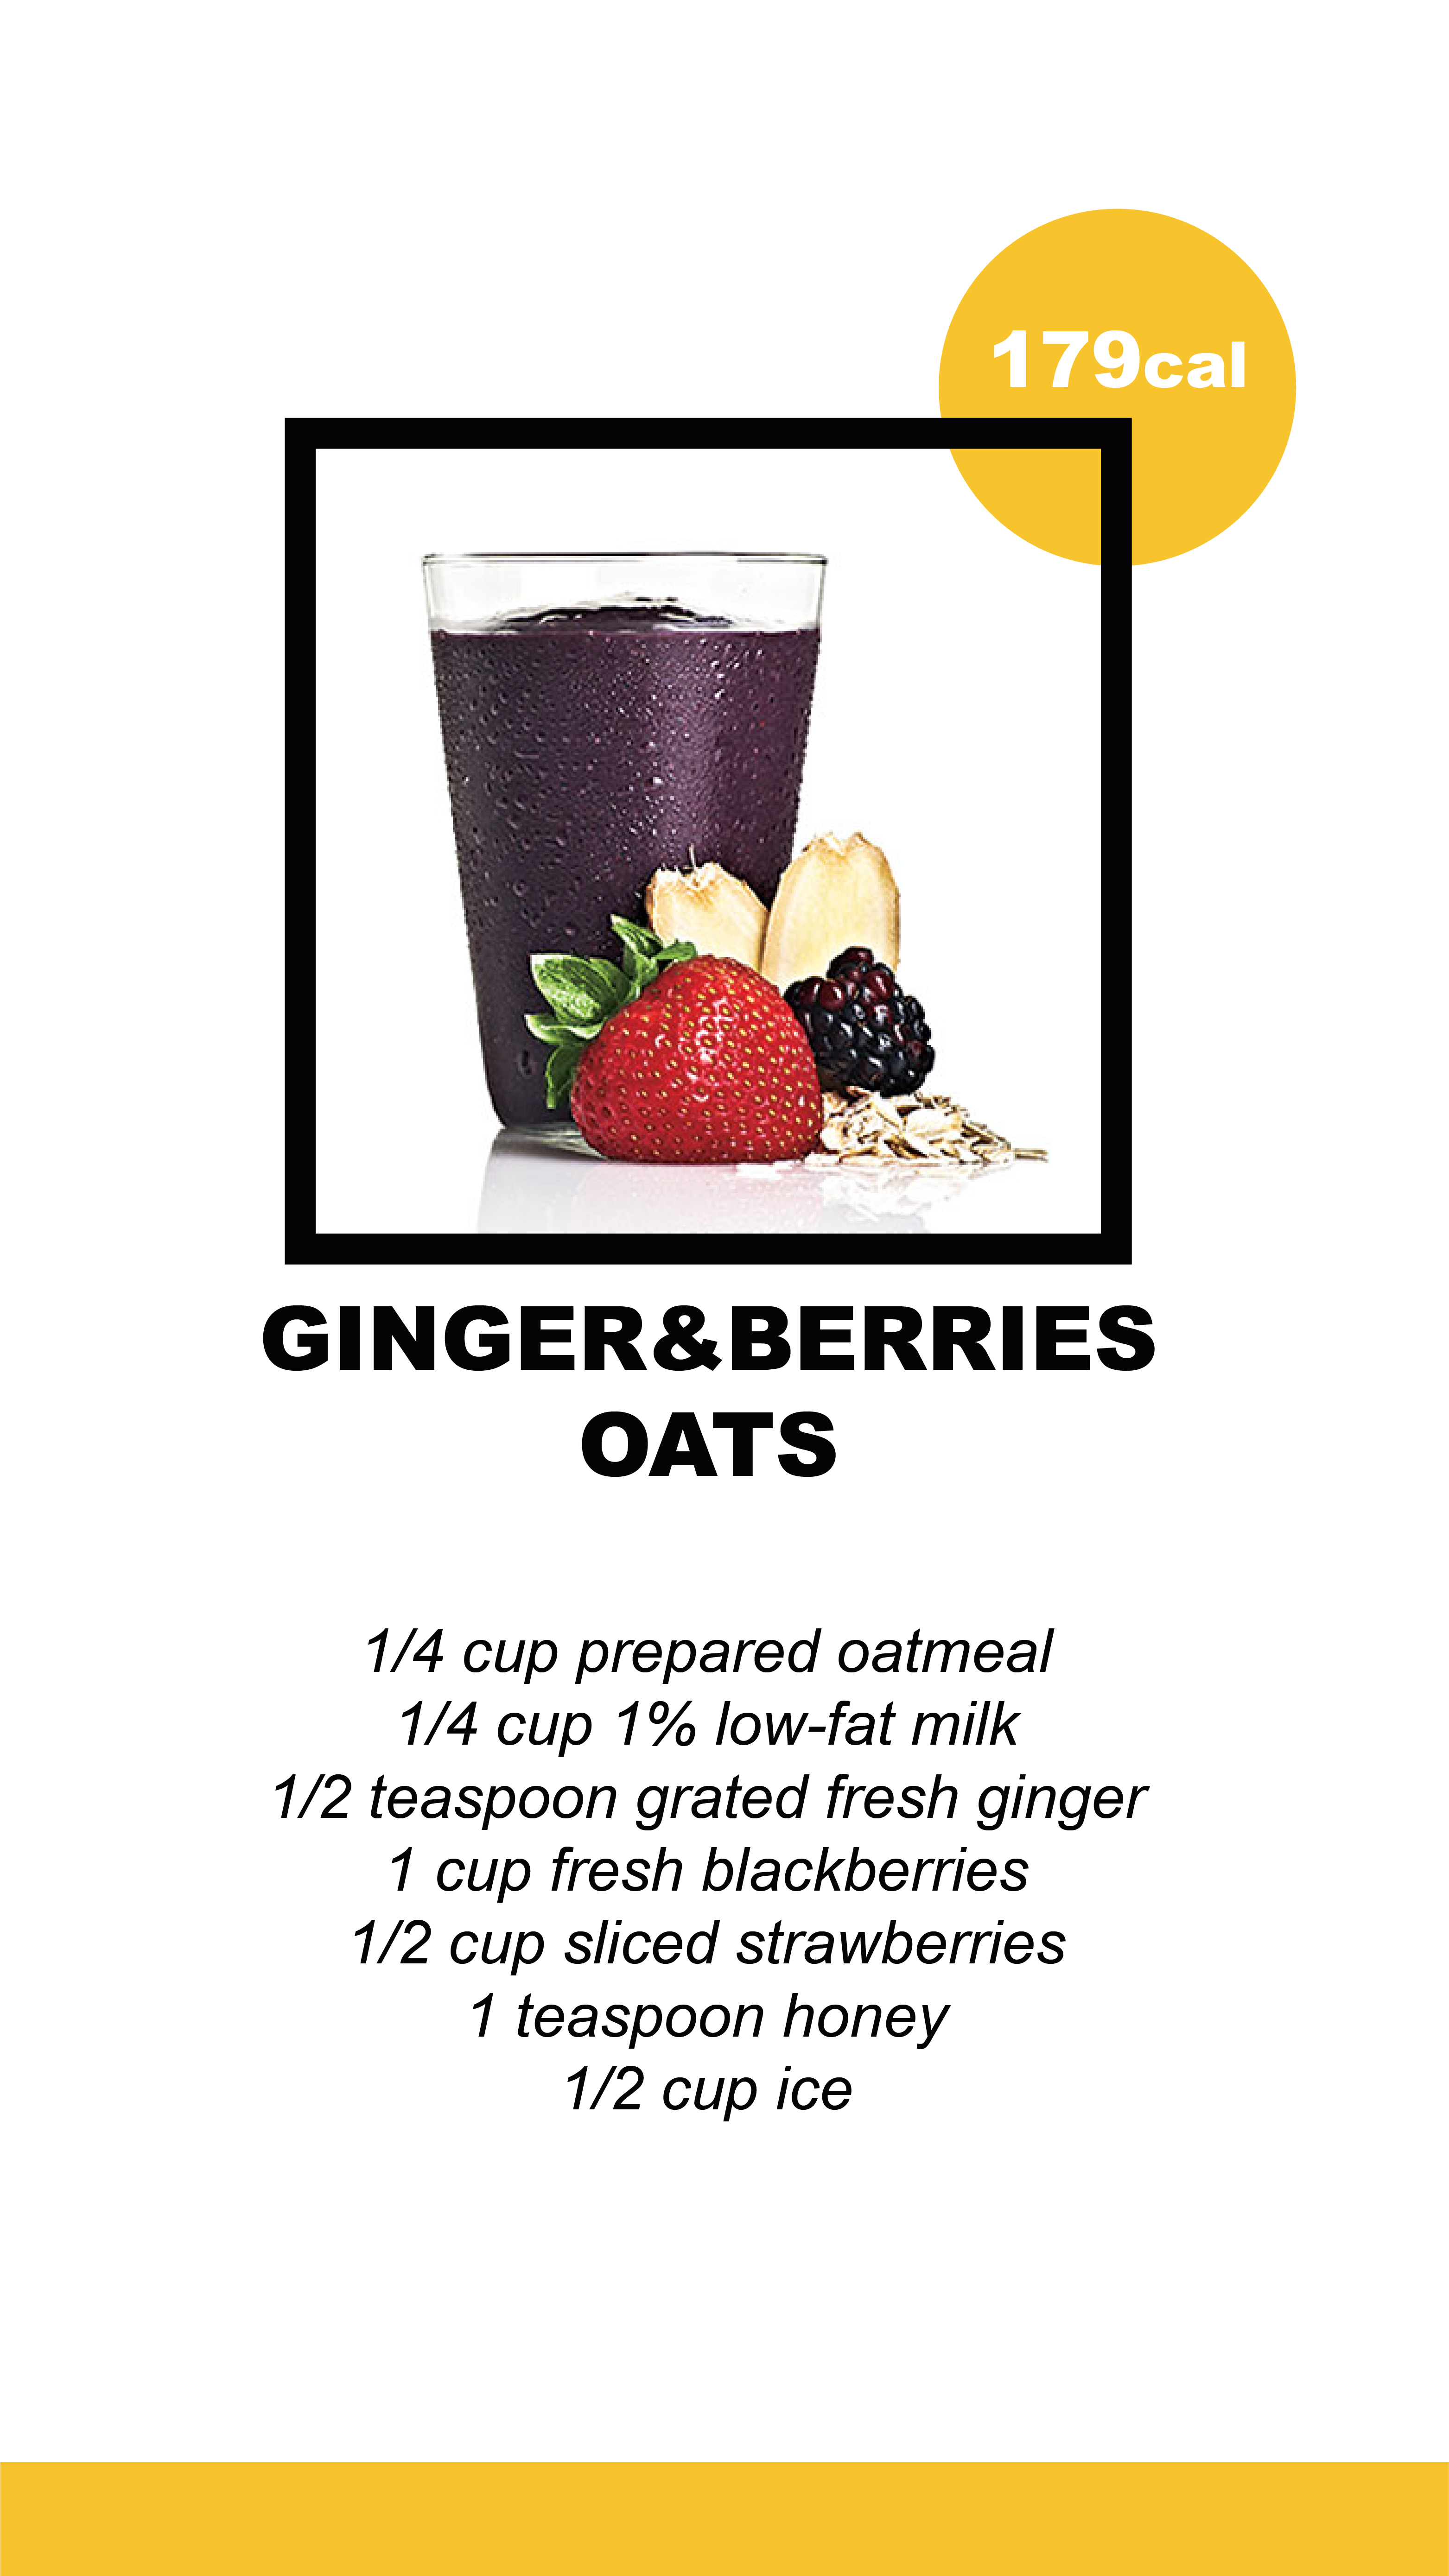 179cal
GINGER&BERRIES
OATS
1/4 cup prepared oatmeal
1/4 cup 1% low-fat milk
1/2 teaspoon grated fresh ginger
1 cup fresh blackberries
1/2 cup sliced strawberries
1 teaspoon honey
1/2 cup ice